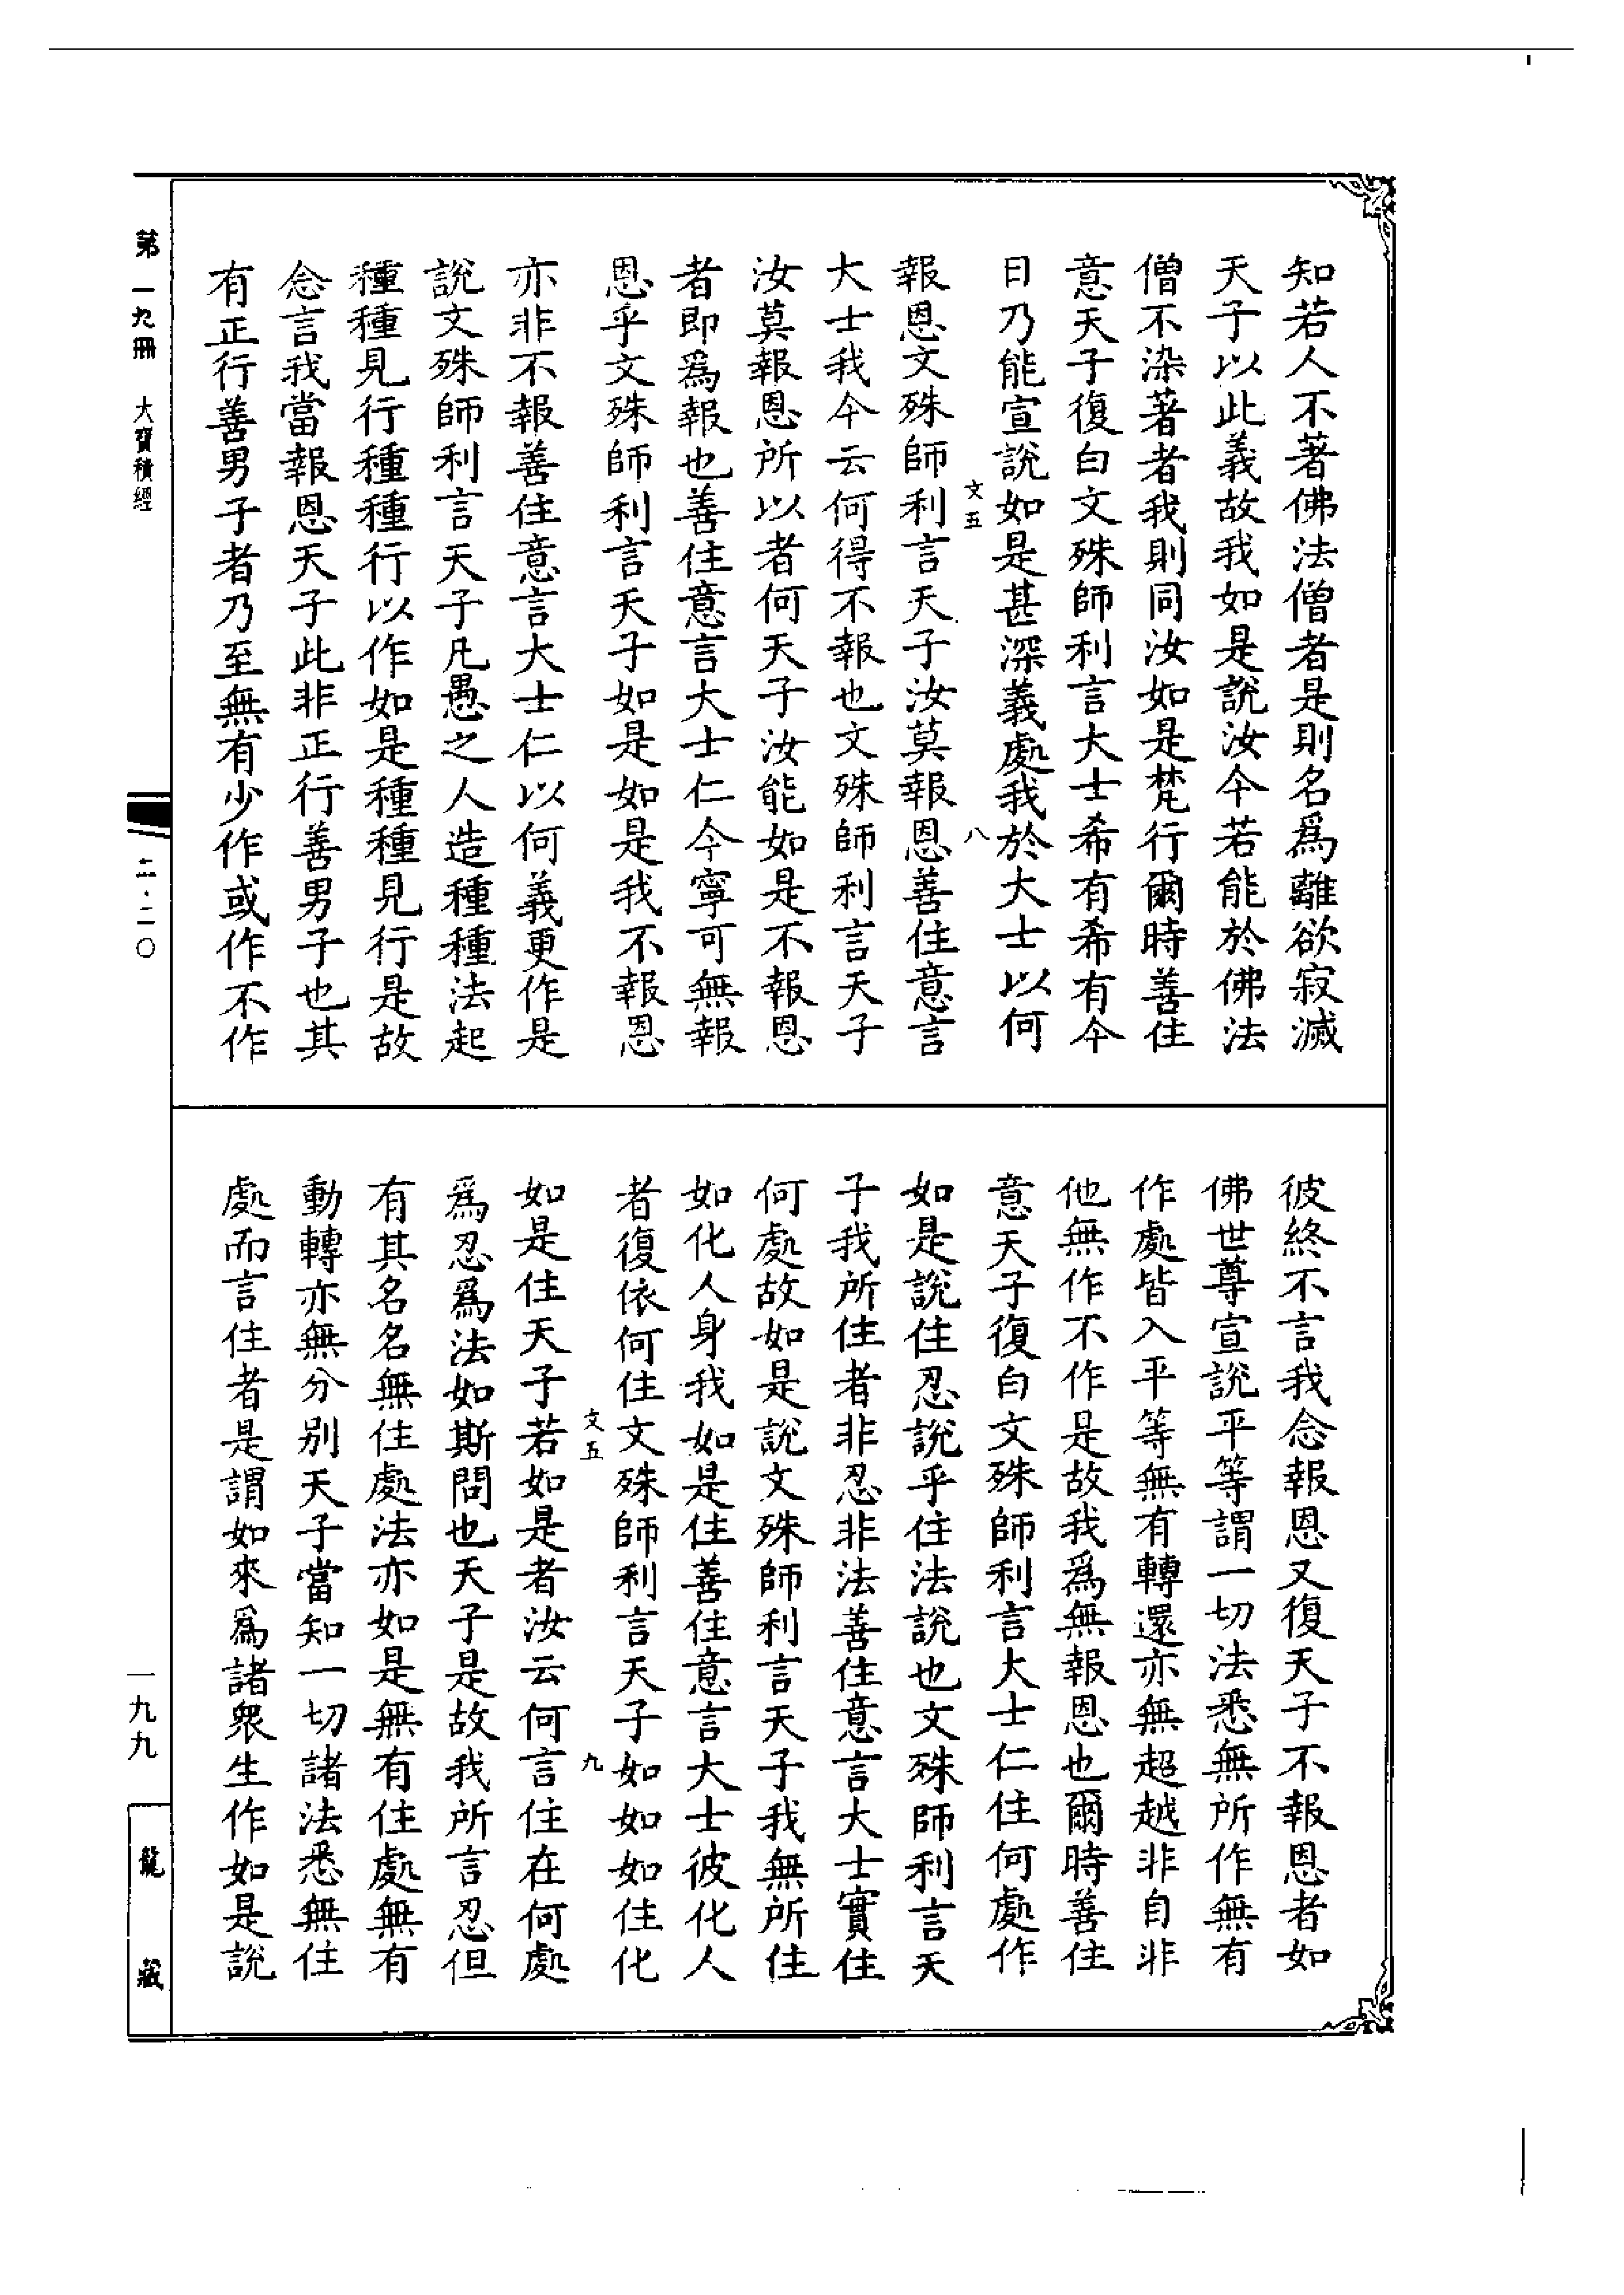 知若人不著佛法僧者是則名爲離欲寂滅
天子以此義故我如是說汝今若能於佛法
僧不染著者我則同汝如是梵行爾時善住
意天子復白文殊師利言大士希有希有今
日乃能宣說如是甚深義處我於大士以何
文五 八
報恩文殊師利言天子汝莫報恩善住意言
大士我今云何得不報也文殊師利言天子
汝莫報恩所以者何天子汝能如是不報恩
者即爲報也善住意言大士仁今寧可無報
恩乎文殊師利言天子如是如是我不報恩
亦非不報善住意言大士仁以何義更作是
說文殊師利言天子凡愚之人造種種法起
種種見行種種行以作如是種種見行是故
念言我當報恩天子此非正行善男子也其
有正行善男子者乃至無有少作或作不作
彼終不言我念報恩又復天子不報恩者如
佛世尊宣說平等謂一切法悉無所作無有
作處皆入平等無有轉還亦無超越非自非
他無作不作是故我爲無報恩也爾時善住
意天子復白文殊師利言大士仁住何處作
如是說住忍說乎住法說也文殊師利言天
子我所住者非忍非法善住意言大士實住
何處故如是說文殊師利言天子我無所住
如化人身我如是住善住意言大士彼化人
者復依何住文殊師利言天子如如如住化
文五 九
如是住天子若如是者汝云何言住在何處
爲忍爲法如斯問也天子是故我所言忍但
有其名名無住處法亦如是無有住處無有
動轉亦無分別天子當知一切諸法悉無住
處而言住者是謂如來爲諸衆生作如是說
第一九冊 大寶積經
二·二〇
一九九
龍藏